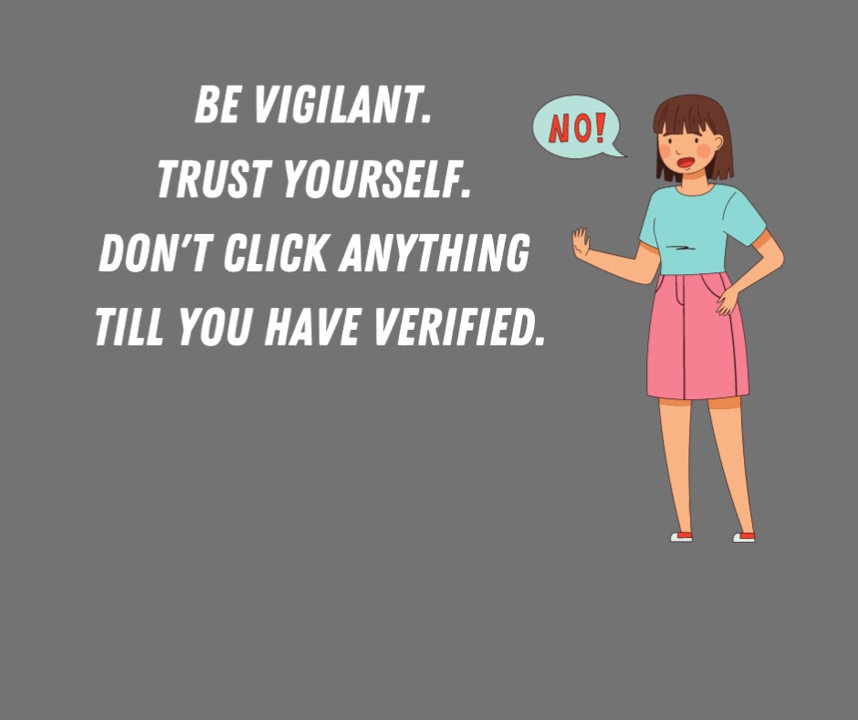 BE VIGILANT.
TRUST YOURSELF.
DON'T CLICK ANYTHING
TILL YOU HAVE VERIFIED.
NO!